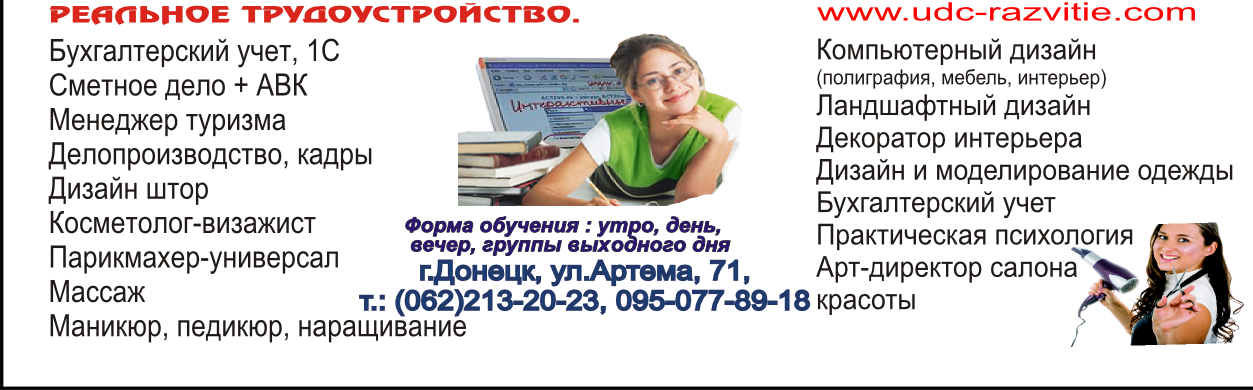 РЕАЛЬНОЕ ТРУДОУСТРОЙСТВО.
Бухгалтерский учет, 1С
Сметное дело + АВК
Менеджер туризма
Делопроизводство, кадры
Дизайн штор
Косметолог-визажист
Парикмахер-универсал
Массаж
Маникюр, педикюр, наращивание
Интерактивн
Форма обучения : утро, день,
вечер, группы выходного дня
г.Донецк, ул.Артема, 71,
т.: (062)213-20-23, 095-077-89-18
www.udc-razvitie.com
Компьютерный дизайн
(полиграфия, мебель, интерьер)
Ландшафтный дизайн
Декоратор интерьера
Дизайн и моделирование одежды
Бухгалтерский учет
Практическая психология
Арт-директор салона
красоты